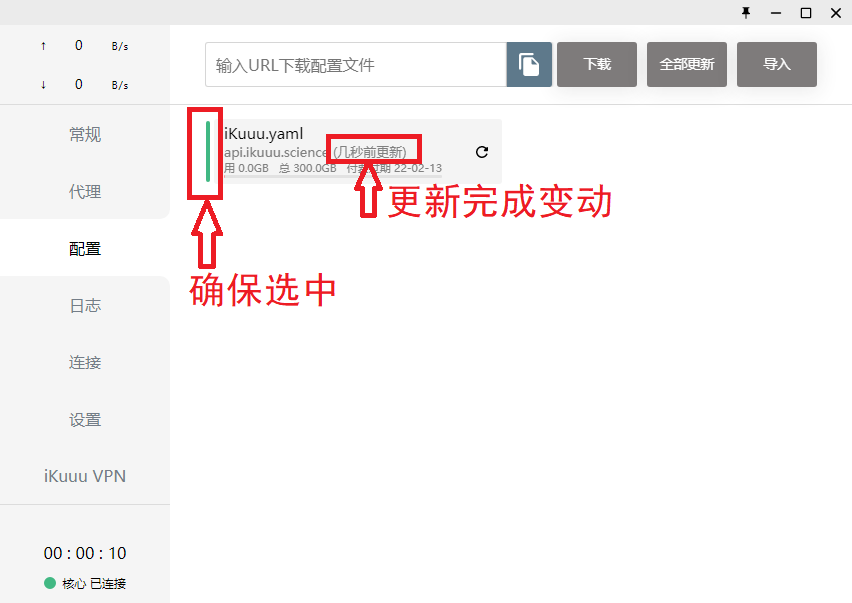 ↑ 0 B/s
↓ 0 B/s
输入URL下载配置文件
下载
全部更新
导入
常规
代理
配置
日志
连接
设置
iKuuu VPN
00 : 00 : 10
核心 已连接
iKuuu.yaml
api.ikuuu.science (几秒前更新)
用 0.0GB 总 300.0GB 付款过期 22-02-13
更新完成变动
确保选中